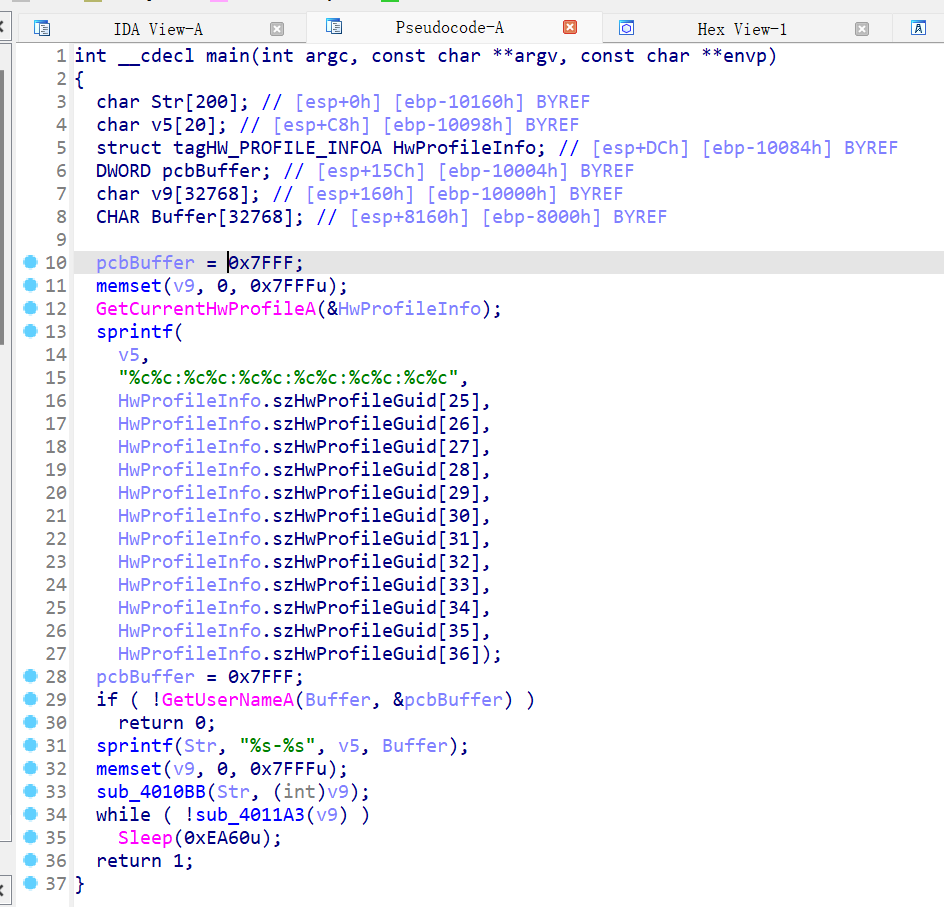 IDA View-A
Pseudocode-A
Hex View-1
1 int __cdecl main(int argc, const char **argv, const char **envp)
2 {
3 char Str[200]; // [esp+0h] [ebp-10160h] BYREF
4 char v5[20]; // [esp+C8h] [ebp-10098h] BYREF
5 struct tagHW_PROFILE_INFOA HwProfileInfo; // [esp+DCh] [ebp-10084h] BYREF
6 DWORD pcbBuffer; // [esp+15Ch] [ebp-10004h] BYREF
7 char v9[32768]; // [esp+160h] [ebp-10000h] BYREF
8 CHAR Buffer[32768]; // [esp+8160h] [ebp-8000h] BYREF
9
10 pcbBuffer = 0x7FFF;
11 memset(v9, 0, 0x7FFFu);
12 GetCurrentHwProfileA(&HwProfileInfo);
13 sprintf(
14 v5,
15 "%c%c:%c%c:%c%c:%c%c:%c%c:%c%c",
16 HwProfileInfo.szHwProfileGuid[25],
17 HwProfileInfo.szHwProfileGuid[26],
18 HwProfileInfo.szHwProfileGuid[27],
19 HwProfileInfo.szHwProfileGuid[28],
20 HwProfileInfo.szHwProfileGuid[29],
21 HwProfileInfo.szHwProfileGuid[30],
22 HwProfileInfo.szHwProfileGuid[31],
23 HwProfileInfo.szHwProfileGuid[32],
24 HwProfileInfo.szHwProfileGuid[33],
25 HwProfileInfo.szHwProfileGuid[34],
26 HwProfileInfo.szHwProfileGuid[35],
27 HwProfileInfo.szHwProfileGuid[36]);
28 pcbBuffer = 0x7FFF;
29 if ( !GetUserNameA(Buffer, &pcbBuffer) )
30 return 0;
31 sprintf(Str, "%s-%s", v5, Buffer);
32 memset(v9, 0, 0x7FFFu);
33 sub_4010BB(Str, (int)v9);
34 while ( !sub_4011A3(v9) )
35 Sleep(0xEA60u);
36 return 1;
37 }